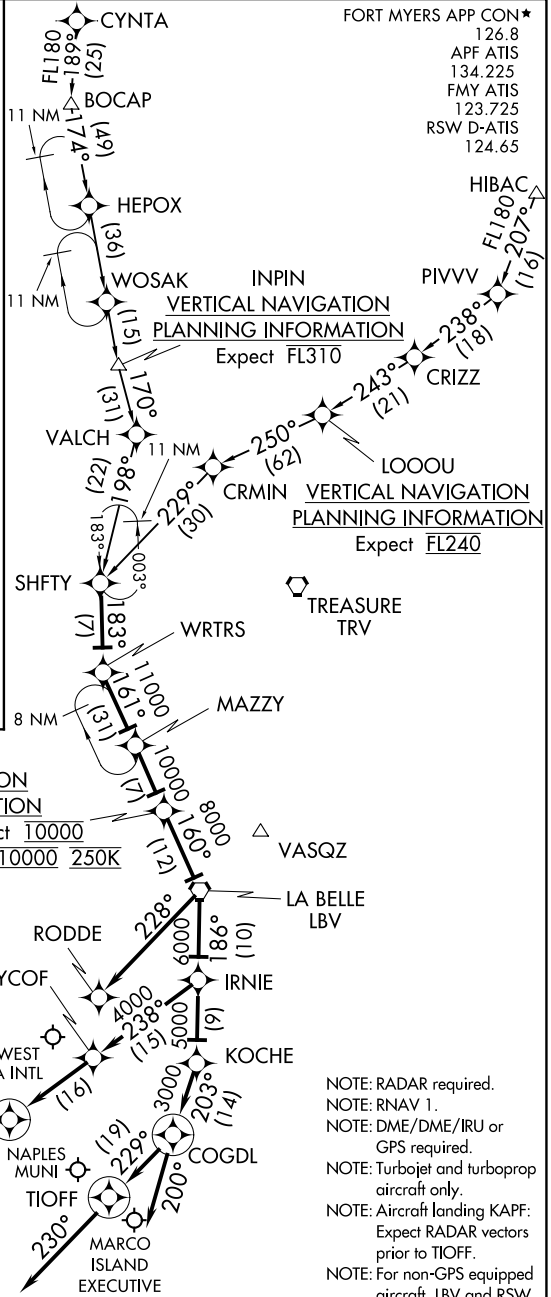 CYNTA
FL180
189°
(25)
BOCAP
11 NM
174°
(49)
HEPOX
(36)
11 NM
WOSAK
(15)
FORT MYERS APP CON★
126.8
APF ATIS
134.225
FMY ATIS
123.725
RSW D-ATIS
124.65
HIBAC
FL180
207°
(16)
PIVVV
238°
(18)
CRIZZ
243°
(21)
INPIN
VERTICAL NAVIGATION
PLANNING INFORMATION
Expect FL310
170°
(31)
VALCH
LOOOU
VERTICAL NAVIGATION
PLANNING INFORMATION
Expect FL240
250°
(62)
CRMIN
229°
(30)
11 NM
198°
(22)
183°
003°
SHFTY
TREASURE
TRV
183°
(7)
WRTRS
11000
161°
(31)
8 NM
MAZZY
10000
(7)
ON
TION
ct 10000
10000 250K
8000
160°
(12)
VASQZ
LA BELLE
LBV
228°
RODDE
6000
186°
(10)
IRNIE
YCOF
4000
238°
(15)
5000
(9)
KOCHE
WEST
A INTL
(16)
3000
203°
(14)
COGDL
NAPLES
MUNI
(19)
229°
200°
TIOFF
230°
MARCO
ISLAND
EXECUTIVE
NOTE: RADAR required.
NOTE: RNAV 1.
NOTE: DME/DME/IRU or
GPS required.
NOTE: Turbojet and turboprop
aircraft only.
NOTE: Aircraft landing KAPF:
Expect RADAR vectors
prior to TIOFF.
NOTE: For non-GPS equipped
aircraft, LBV and RSW